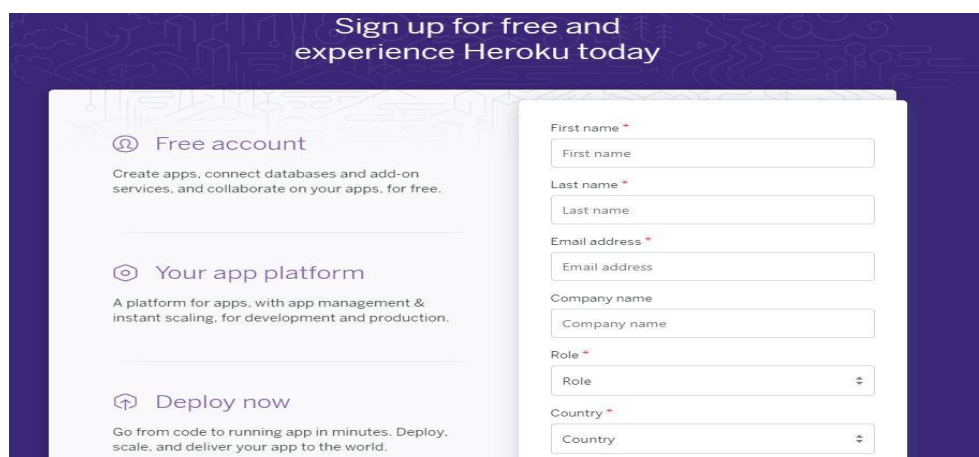 Sign up for free and
experience Heroku today
Free account
Create apps, connect databases and add-on
services, and collaborate on your apps, for free.
Your app platform
A platform for apps, with app management &
instant scaling, for development and production.
Deploy now
Go from code to running app in minutes. Deploy,
scale, and deliver your app to the world.
First name *
First name
Last name *
Last name
Email address *
Email address
Company name
Company name
Role *
Role
Country *
Country